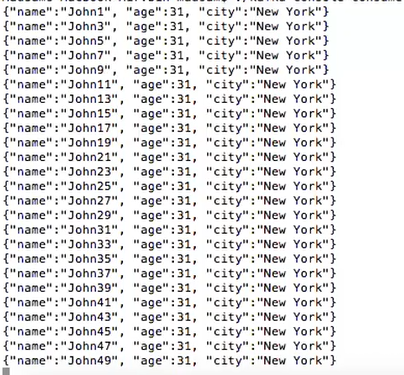 {"name":"John1", "age":31, "city":"New York"}
{"name":"John3", "age":31, "city":"New York"}
{"name":"John5", "age":31, "city":"New York"}
{"name":"John7", "age":31, "city":"New York"}
{"name":"John9", "age":31, "city":"New York"}
{"name":"John11", "age":31, "city":"New York"}
{"name":"John13", "age":31, "city":"New York"}
{"name":"John15", "age":31, "city":"New York"}
{"name":"John17", "age":31, "city":"New York"}
{"name":"John19", "age":31, "city":"New York"}
{"name":"John21", "age":31, "city":"New York"}
{"name":"John23", "age":31, "city":"New York"}
{"name":"John25", "age":31, "city":"New York"}
{"name":"John27", "age":31, "city":"New York"}
{"name":"John29", "age":31, "city":"New York"}
{"name":"John31", "age":31, "city":"New York"}
{"name":"John33", "age":31, "city":"New York"}
{"name":"John35", "age":31, "city":"New York"}
{"name":"John37", "age":31, "city":"New York"}
{"name":"John39", "age":31, "city":"New York"}
{"name":"John41", "age":31, "city":"New York"}
{"name":"John43", "age":31, "city":"New York"}
{"name":"John45", "age":31, "city":"New York"}
{"name":"John47", "age":31, "city":"New York"}
{"name":"John49", "age":31, "city":"New York"}